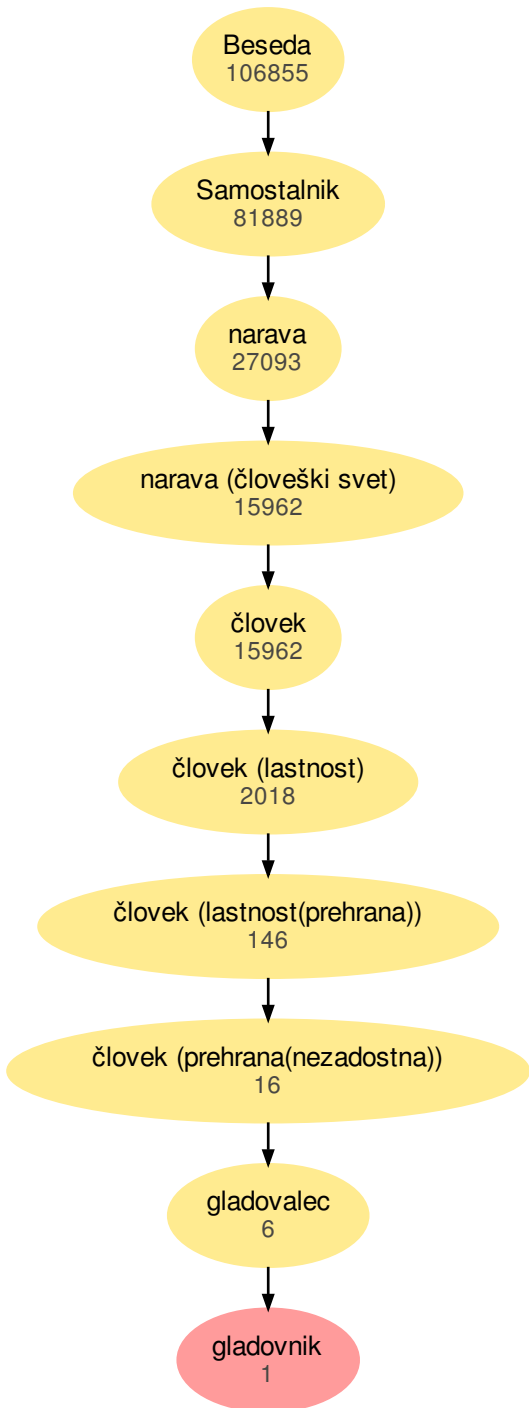 Beseda
106855
Samostalnik
81889
narava
27093
narava (človeški svet)
15962
človek
15962
človek (lastnost)
2018
človek (lastnost(prehrana))
146
človek (prehrana(nezadostna))
16
gladovalec
6
gladovnik
1